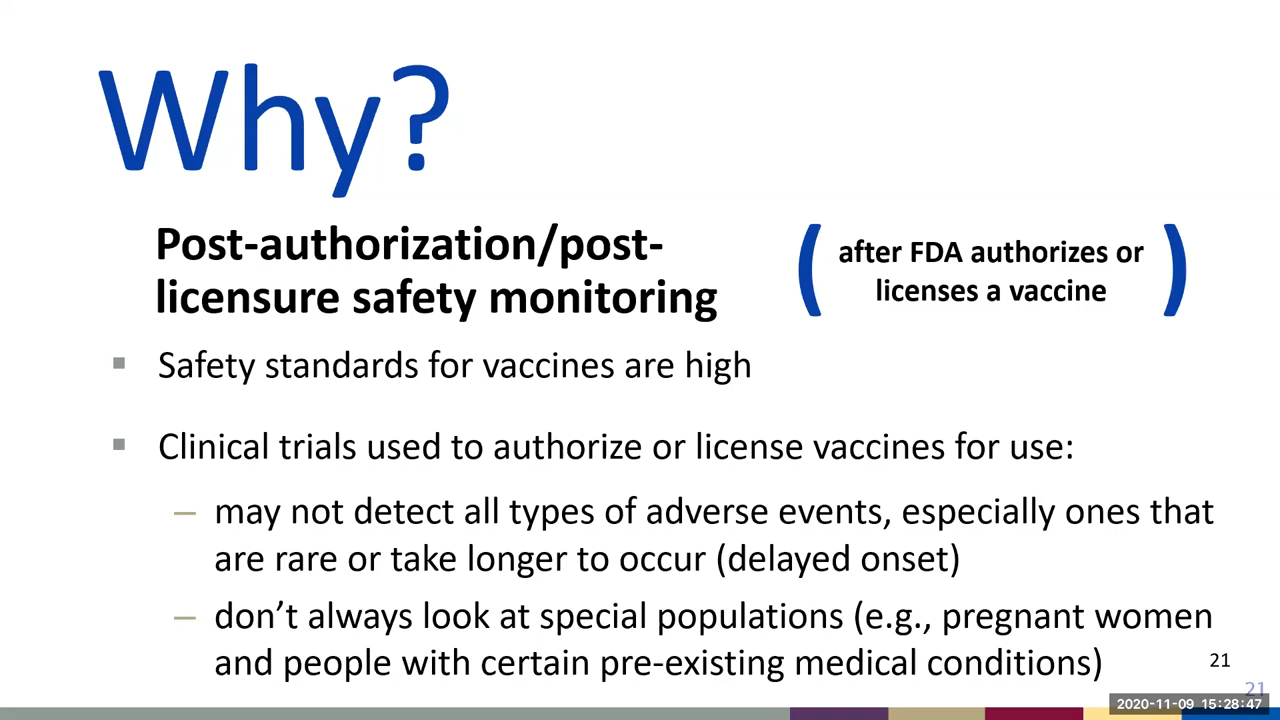 Why?
Post-authorization/post-
licensure safety monitoring
( after FDA authorizes or
licenses a vaccine )
▪ Safety standards for vaccines are high
▪ Clinical trials used to authorize or license vaccines for use:
– may not detect all types of adverse events, especially ones that
are rare or take longer to occur (delayed onset)
– don’t always look at special populations (e.g., pregnant women
and people with certain pre-existing medical conditions)
21
21
2020-11-09 15:28:47